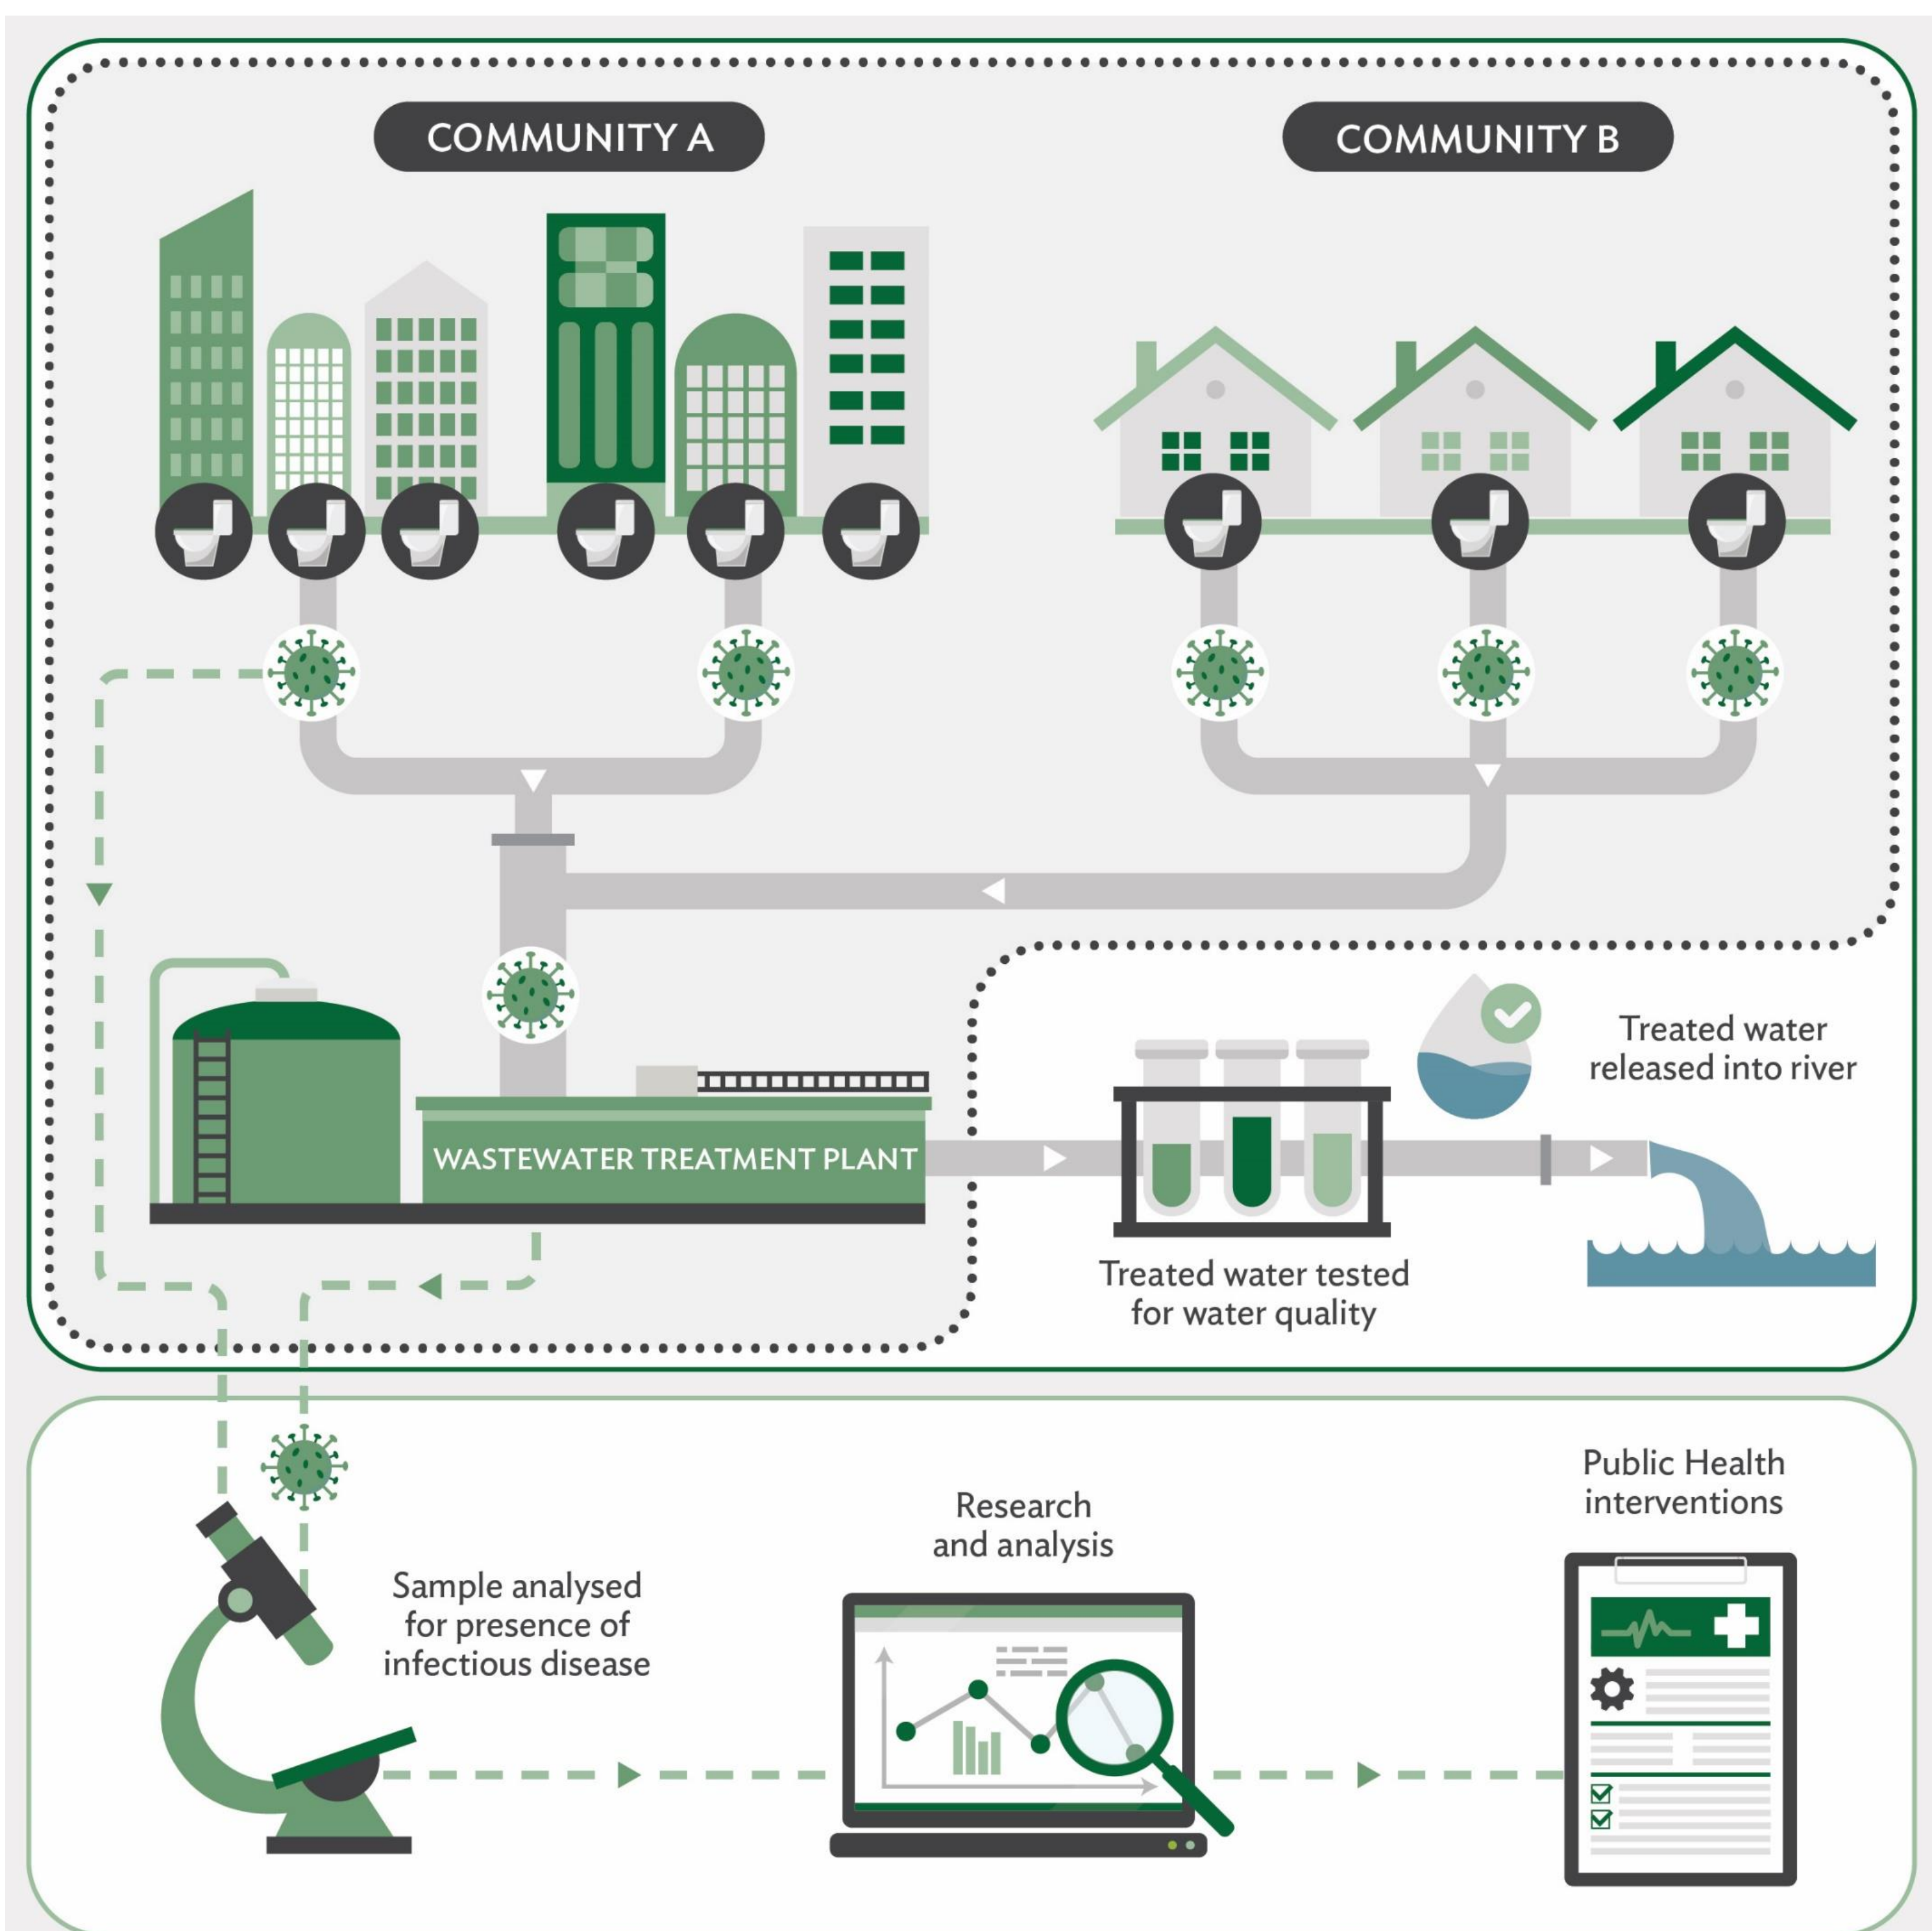 COMMUNITY A
COMMUNITY B
WASTEWATER TREATMENT PLANT
Treated water
released into river
Treated water tested
for water quality
Sample analysed
for presence of
infectious disease
Research
and analysis
Public Health
interventions